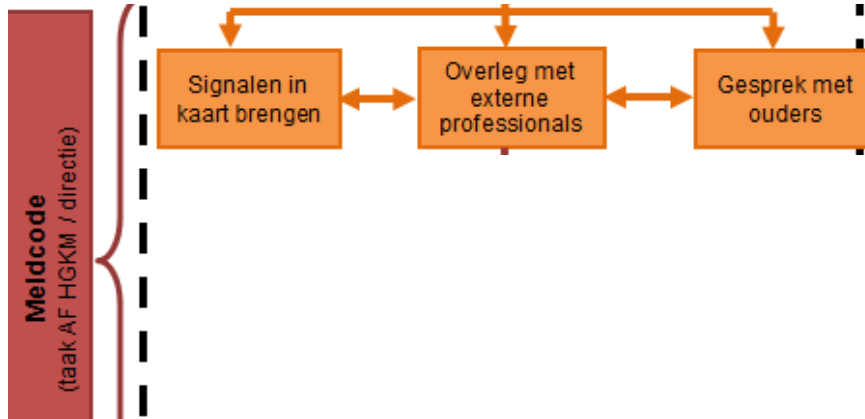 Signalen in
kaart brengen
Overleg met
externe
professionals
Gesprek met
ouders
Meldcode
(taak AF HGKM / directie)